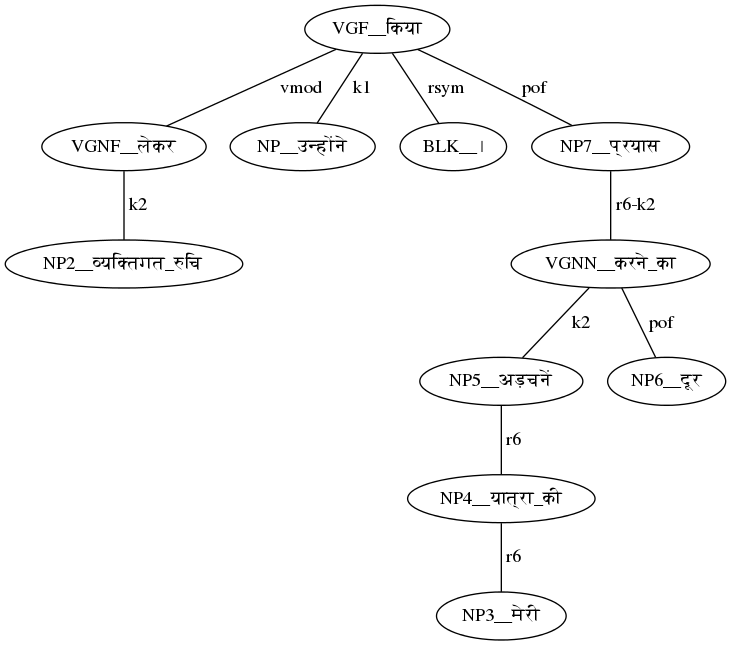 VGF__किया
vmod k1 rsym pof
VGNF__लेकर NP__उन्होंने BLK__। NP7__प्रयास
k2 r6-k2
NP2__व्यक्तिगत_रुचि VGNN__करने_का
k2 pof
NP5__अड़चनें NP6__दूर
r6
NP4__यात्रा_की
r6
NP3__मेरी